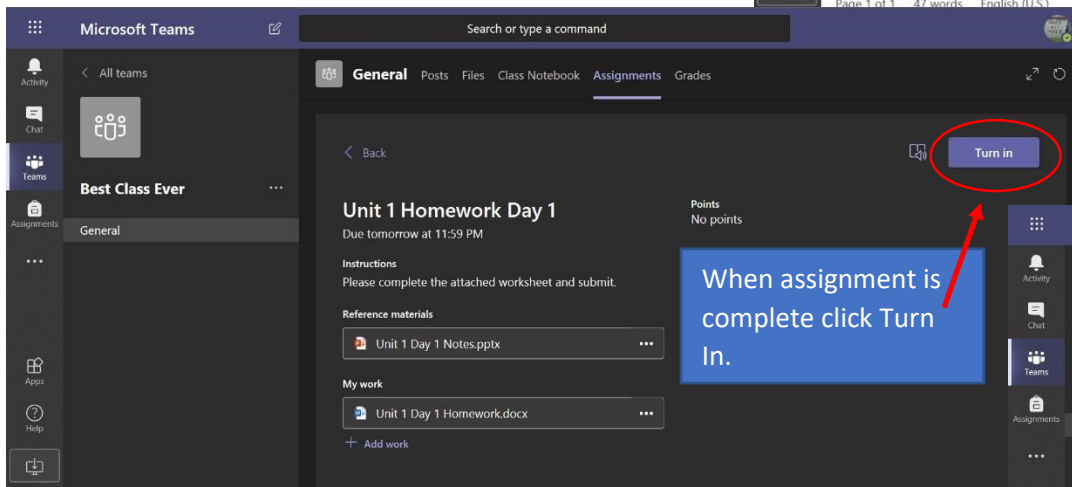 Page 1 of 1 47 words English (U.S.)
Microsoft Teams
Search or type a command
Activity
Chat
Teams
Assignments
Apps
Help
< All teams
Best Class Ever
General
General Posts Files Class Notebook Assignments Grades
< Back
Turn in
Unit 1 Homework Day 1
Due tomorrow at 11:59 PM
Points
No points
Instructions
Please complete the attached worksheet and submit.
Reference materials
Unit 1 Day 1 Notes.pptx
My work
Unit 1 Day 1 Homework.docx
+ Add work
When assignment is
complete click Turn
In.
Activity
Chat
Teams
Assignments